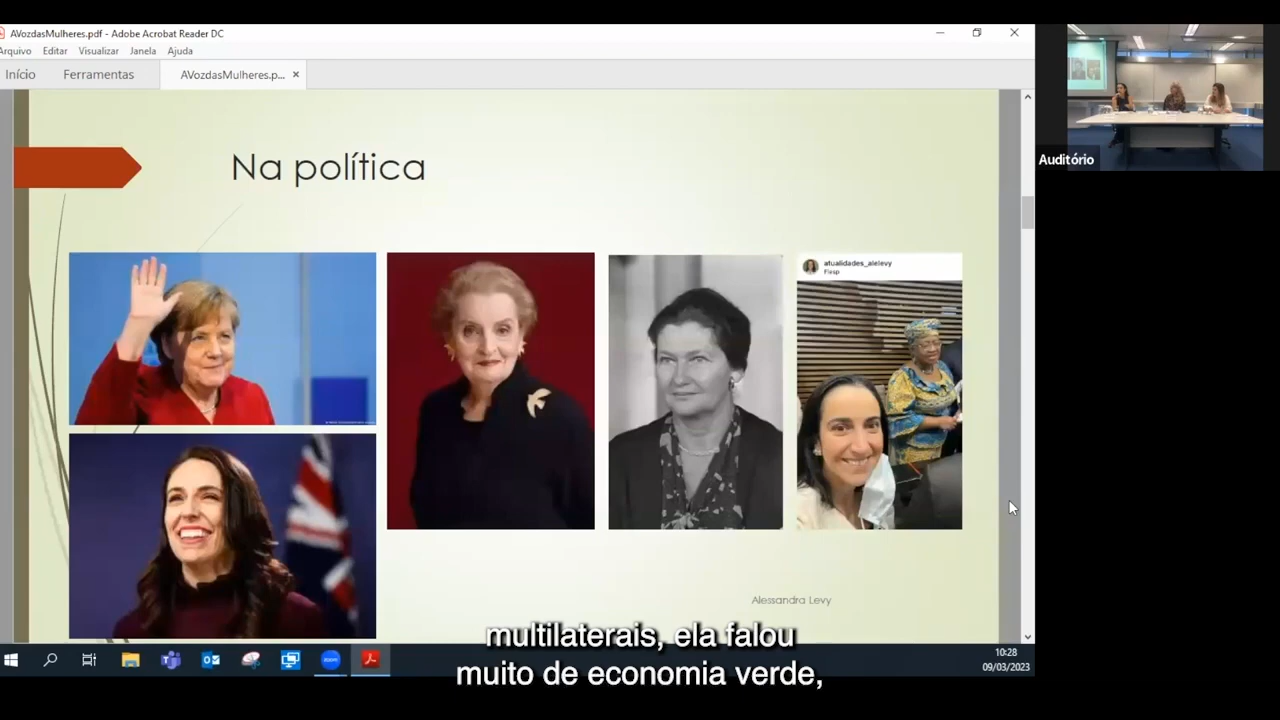 AVozdasMulheres.pdf - Adobe Acrobat Reader DC
Arquivo Editar Visualizar Janela Ajuda
Início Ferramentas AVozdasMulheres.p... ×
Na política
atualidades_alelevy
Fiesp
Alessandra Levy
Auditório
multilaterais, ela falou
muito de economia verde,
zoom
10:28
09/03/2023